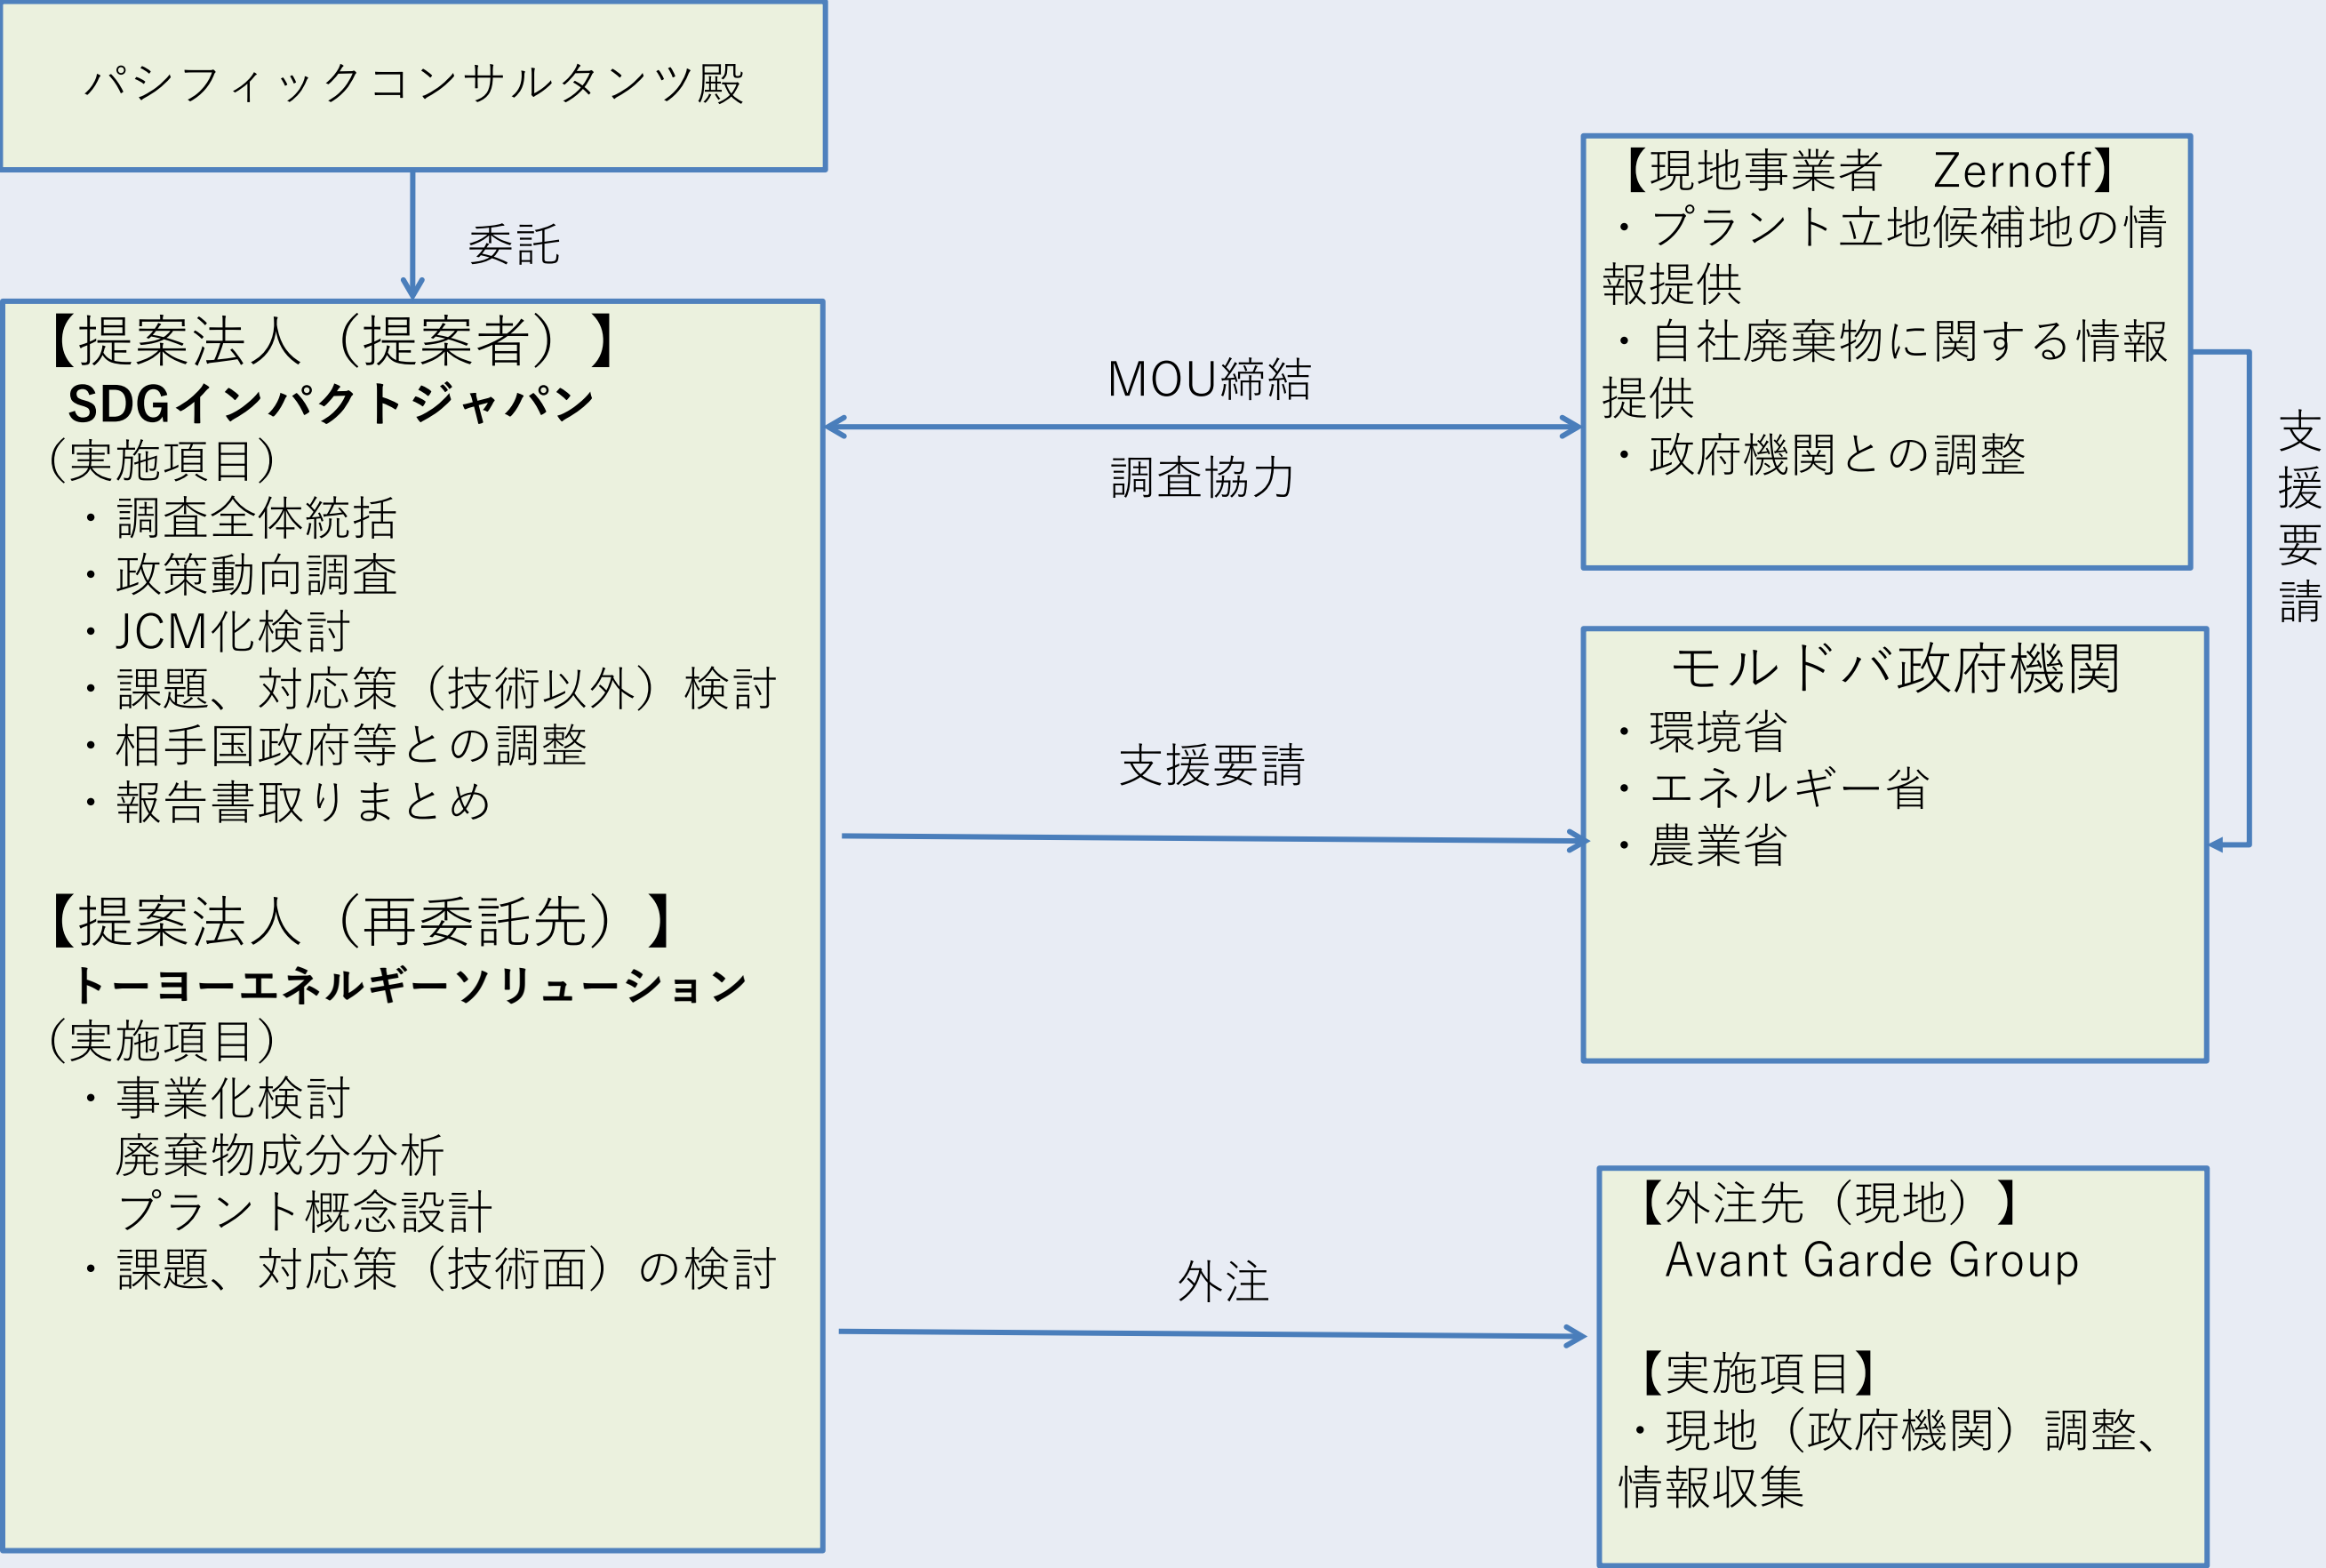 パシフィックコンサルタンツ殿
委託
【提案法人（提案者）】
SDGインパクトジャパン
（実施項目）
・調査全体統括
・政策動向調査
・JCM化検討
・課題、対応策（技術以外）検討
・相手国政府等との調整
・報告書取りまとめ
【提案法人（再委託先）】
トーヨーエネルギーソリューション
（実施項目）
・事業化検討
廃棄物成分分析
プラント概念設計
・課題、対応策（技術面）の検討
MOU締結
調査協力
支援要請
外注
【現地事業者　Zernoff】
・プラント立地候補地の情
報提供
・自社廃棄物に関する情報
提供
・政府機関との調整
支援要請
モルドバ政府機関
・環境省
・エネルギー省
・農業省
【外注先（現地）】
Avant Garde Group
【実施項目】
・現地（政府機関）調整、
情報収集